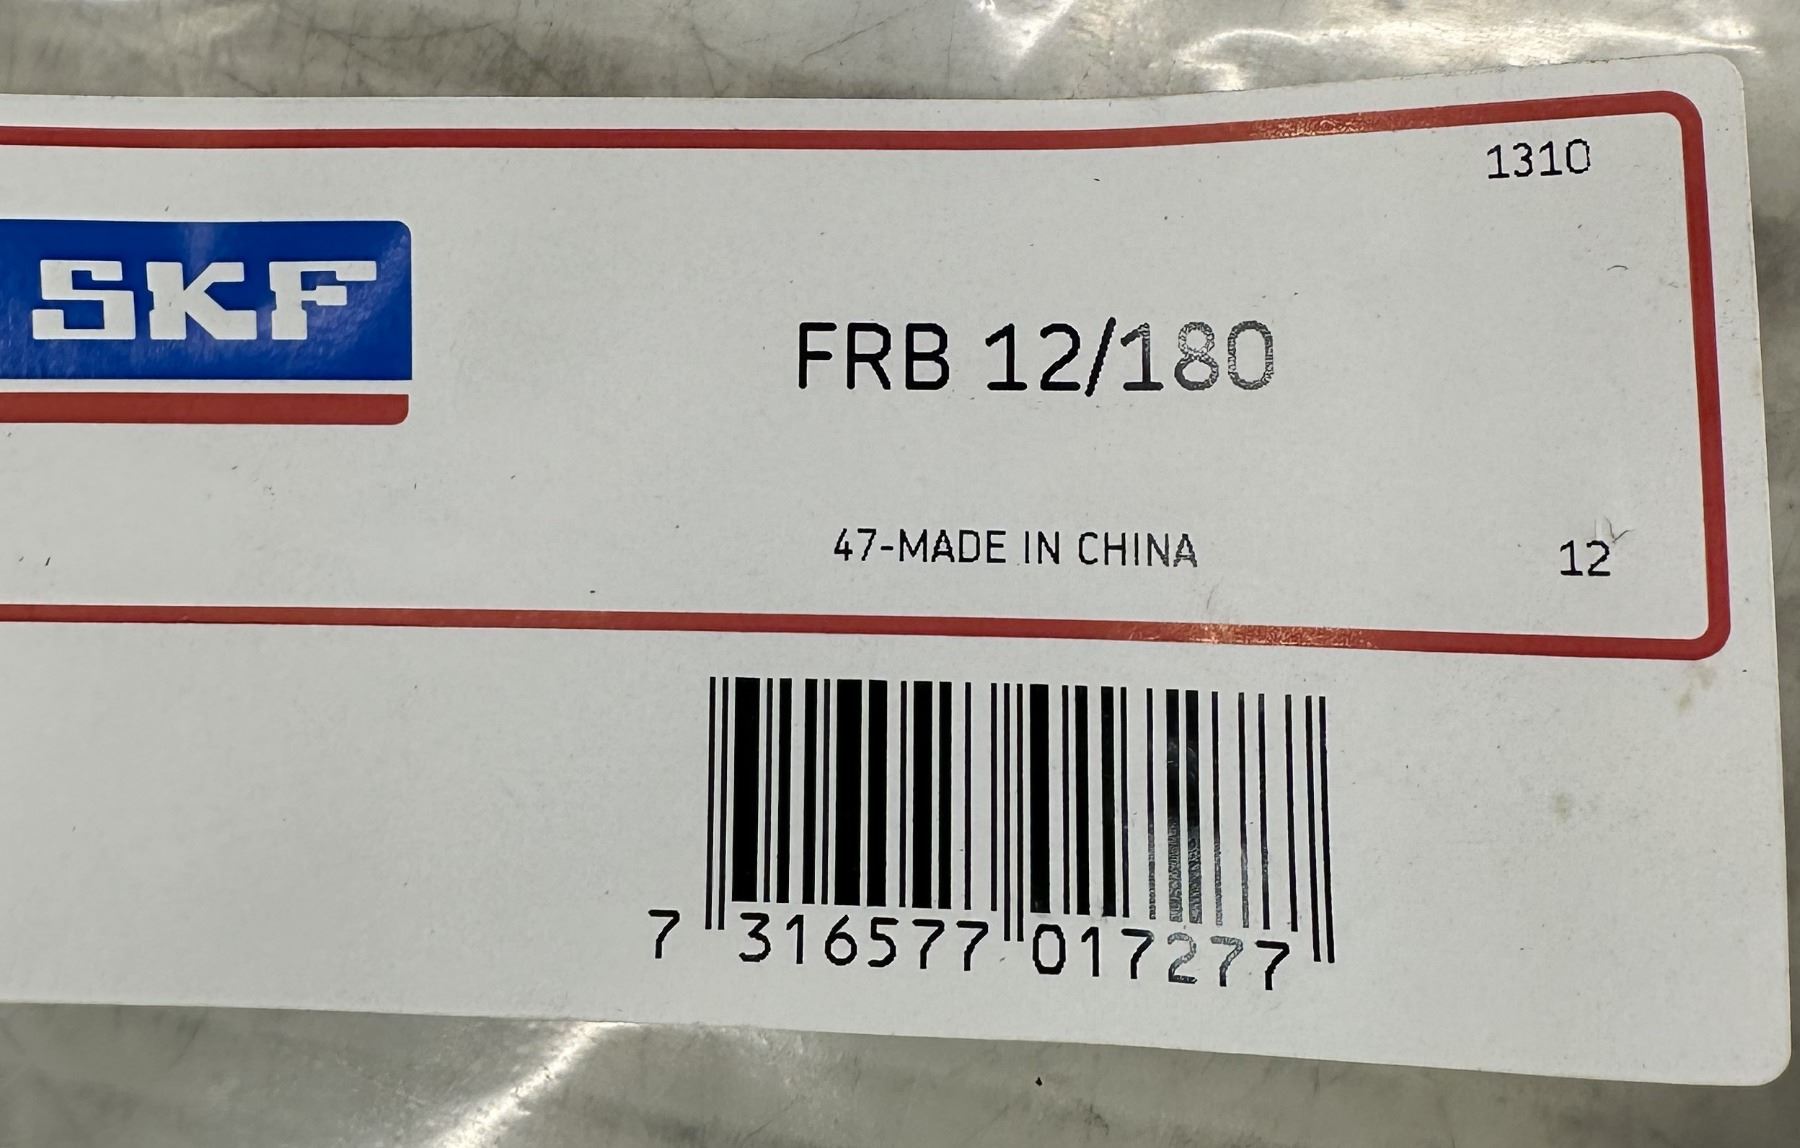 1310
SKF
FRB 12/180
47-MADE IN CHINA
12
7 316577 017277